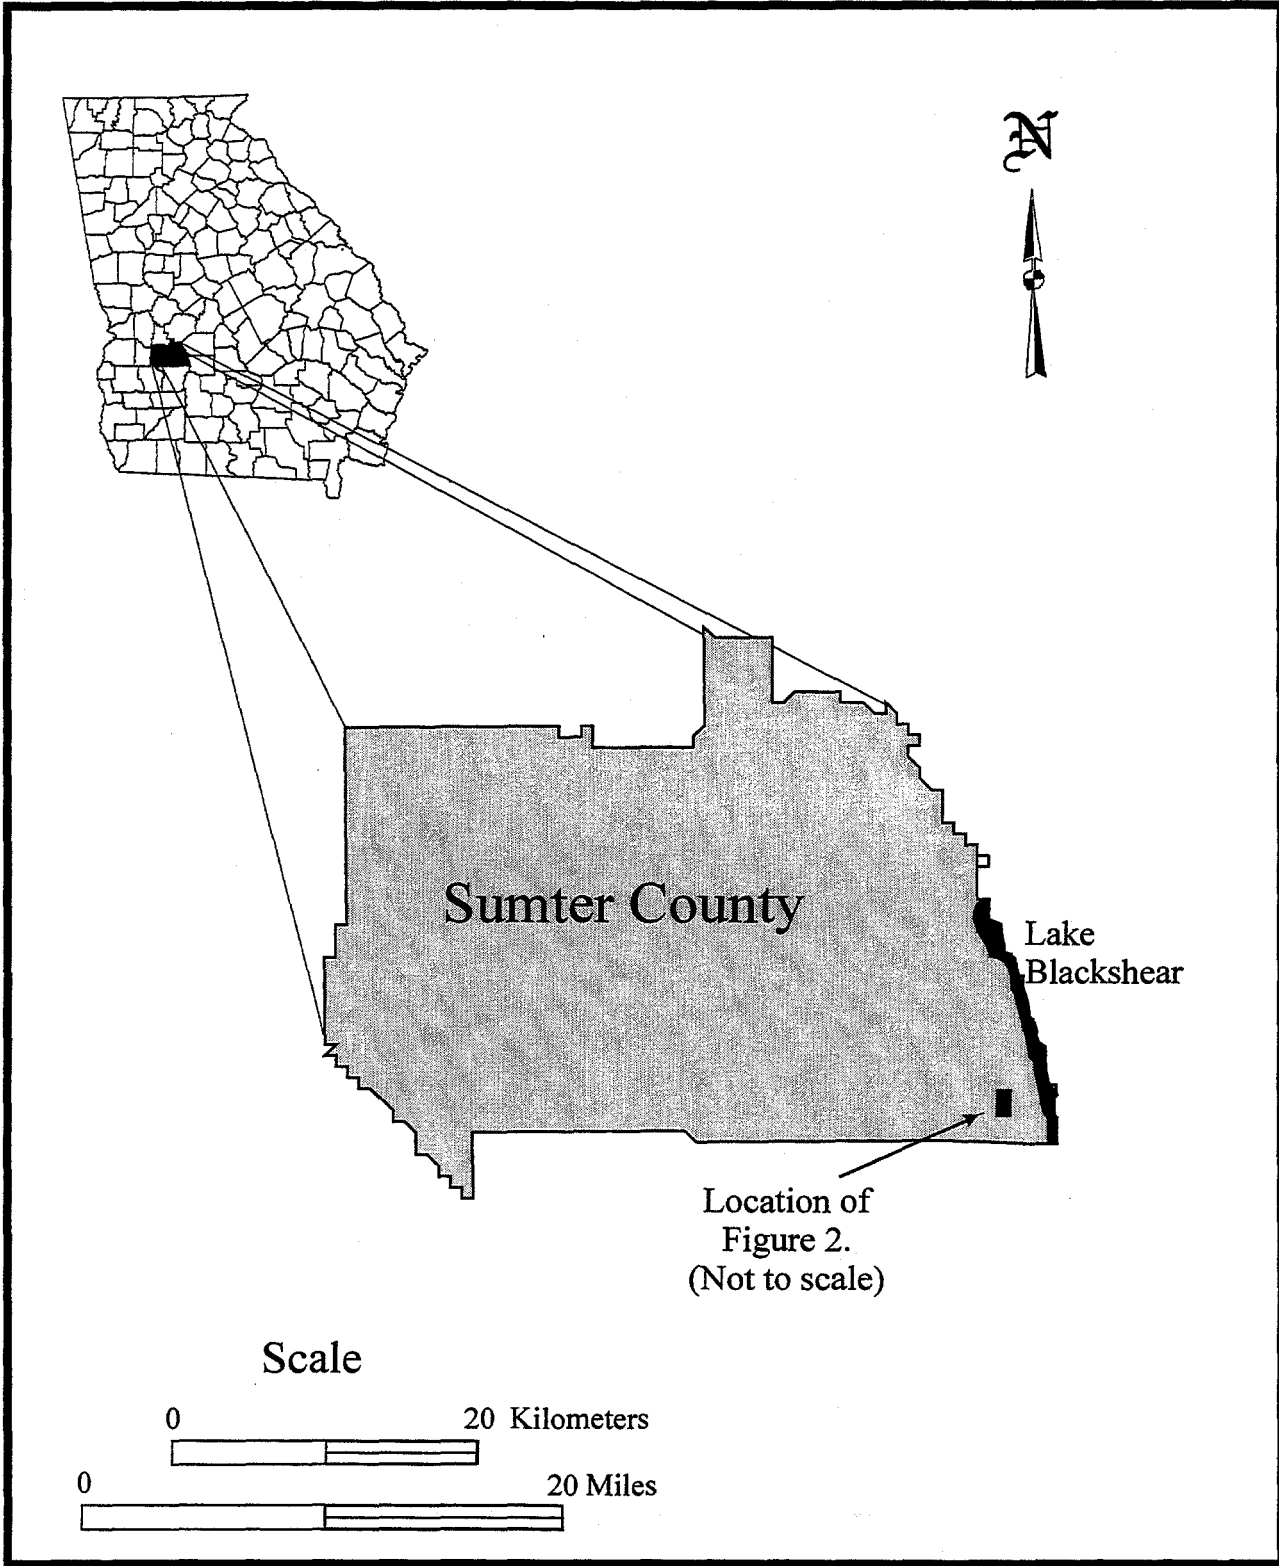 N
Sumter County
Lake
Blackshear
Location of
Figure 2.
(Not to scale)
Scale
0 20 Kilometers
0 20 Miles